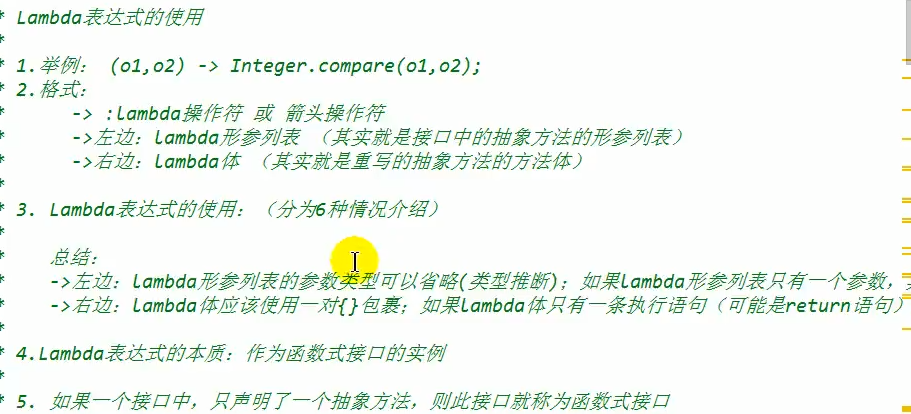 * Lambda表达式的使用
*
* 1.举例： (o1,o2) -> Integer.compare(o1,o2);
* 2.格式：
* -> :lambda操作符 或 箭头操作符
* ->左边：lambda形参列表 （其实就是接口中的抽象方法的形参列表）
* ->右边：lambda体 （其实就是重写的抽象方法的方法体）
*
* 3. Lambda表达式的使用：（分为6种情况介绍）
*
* 总结：
* ->左边：lambda形参列表的参数类型可以省略(类型推断)；如果lambda形参列表只有一个参数，
* ->右边：lambda体应该使用一对{}包裹；如果lambda体只有一条执行语句（可能是return语句）
*
* 4.Lambda表达式的本质：作为函数式接口的实例
*
* 5. 如果一个接口中，只声明了一个抽象方法，则此接口就称为函数式接口